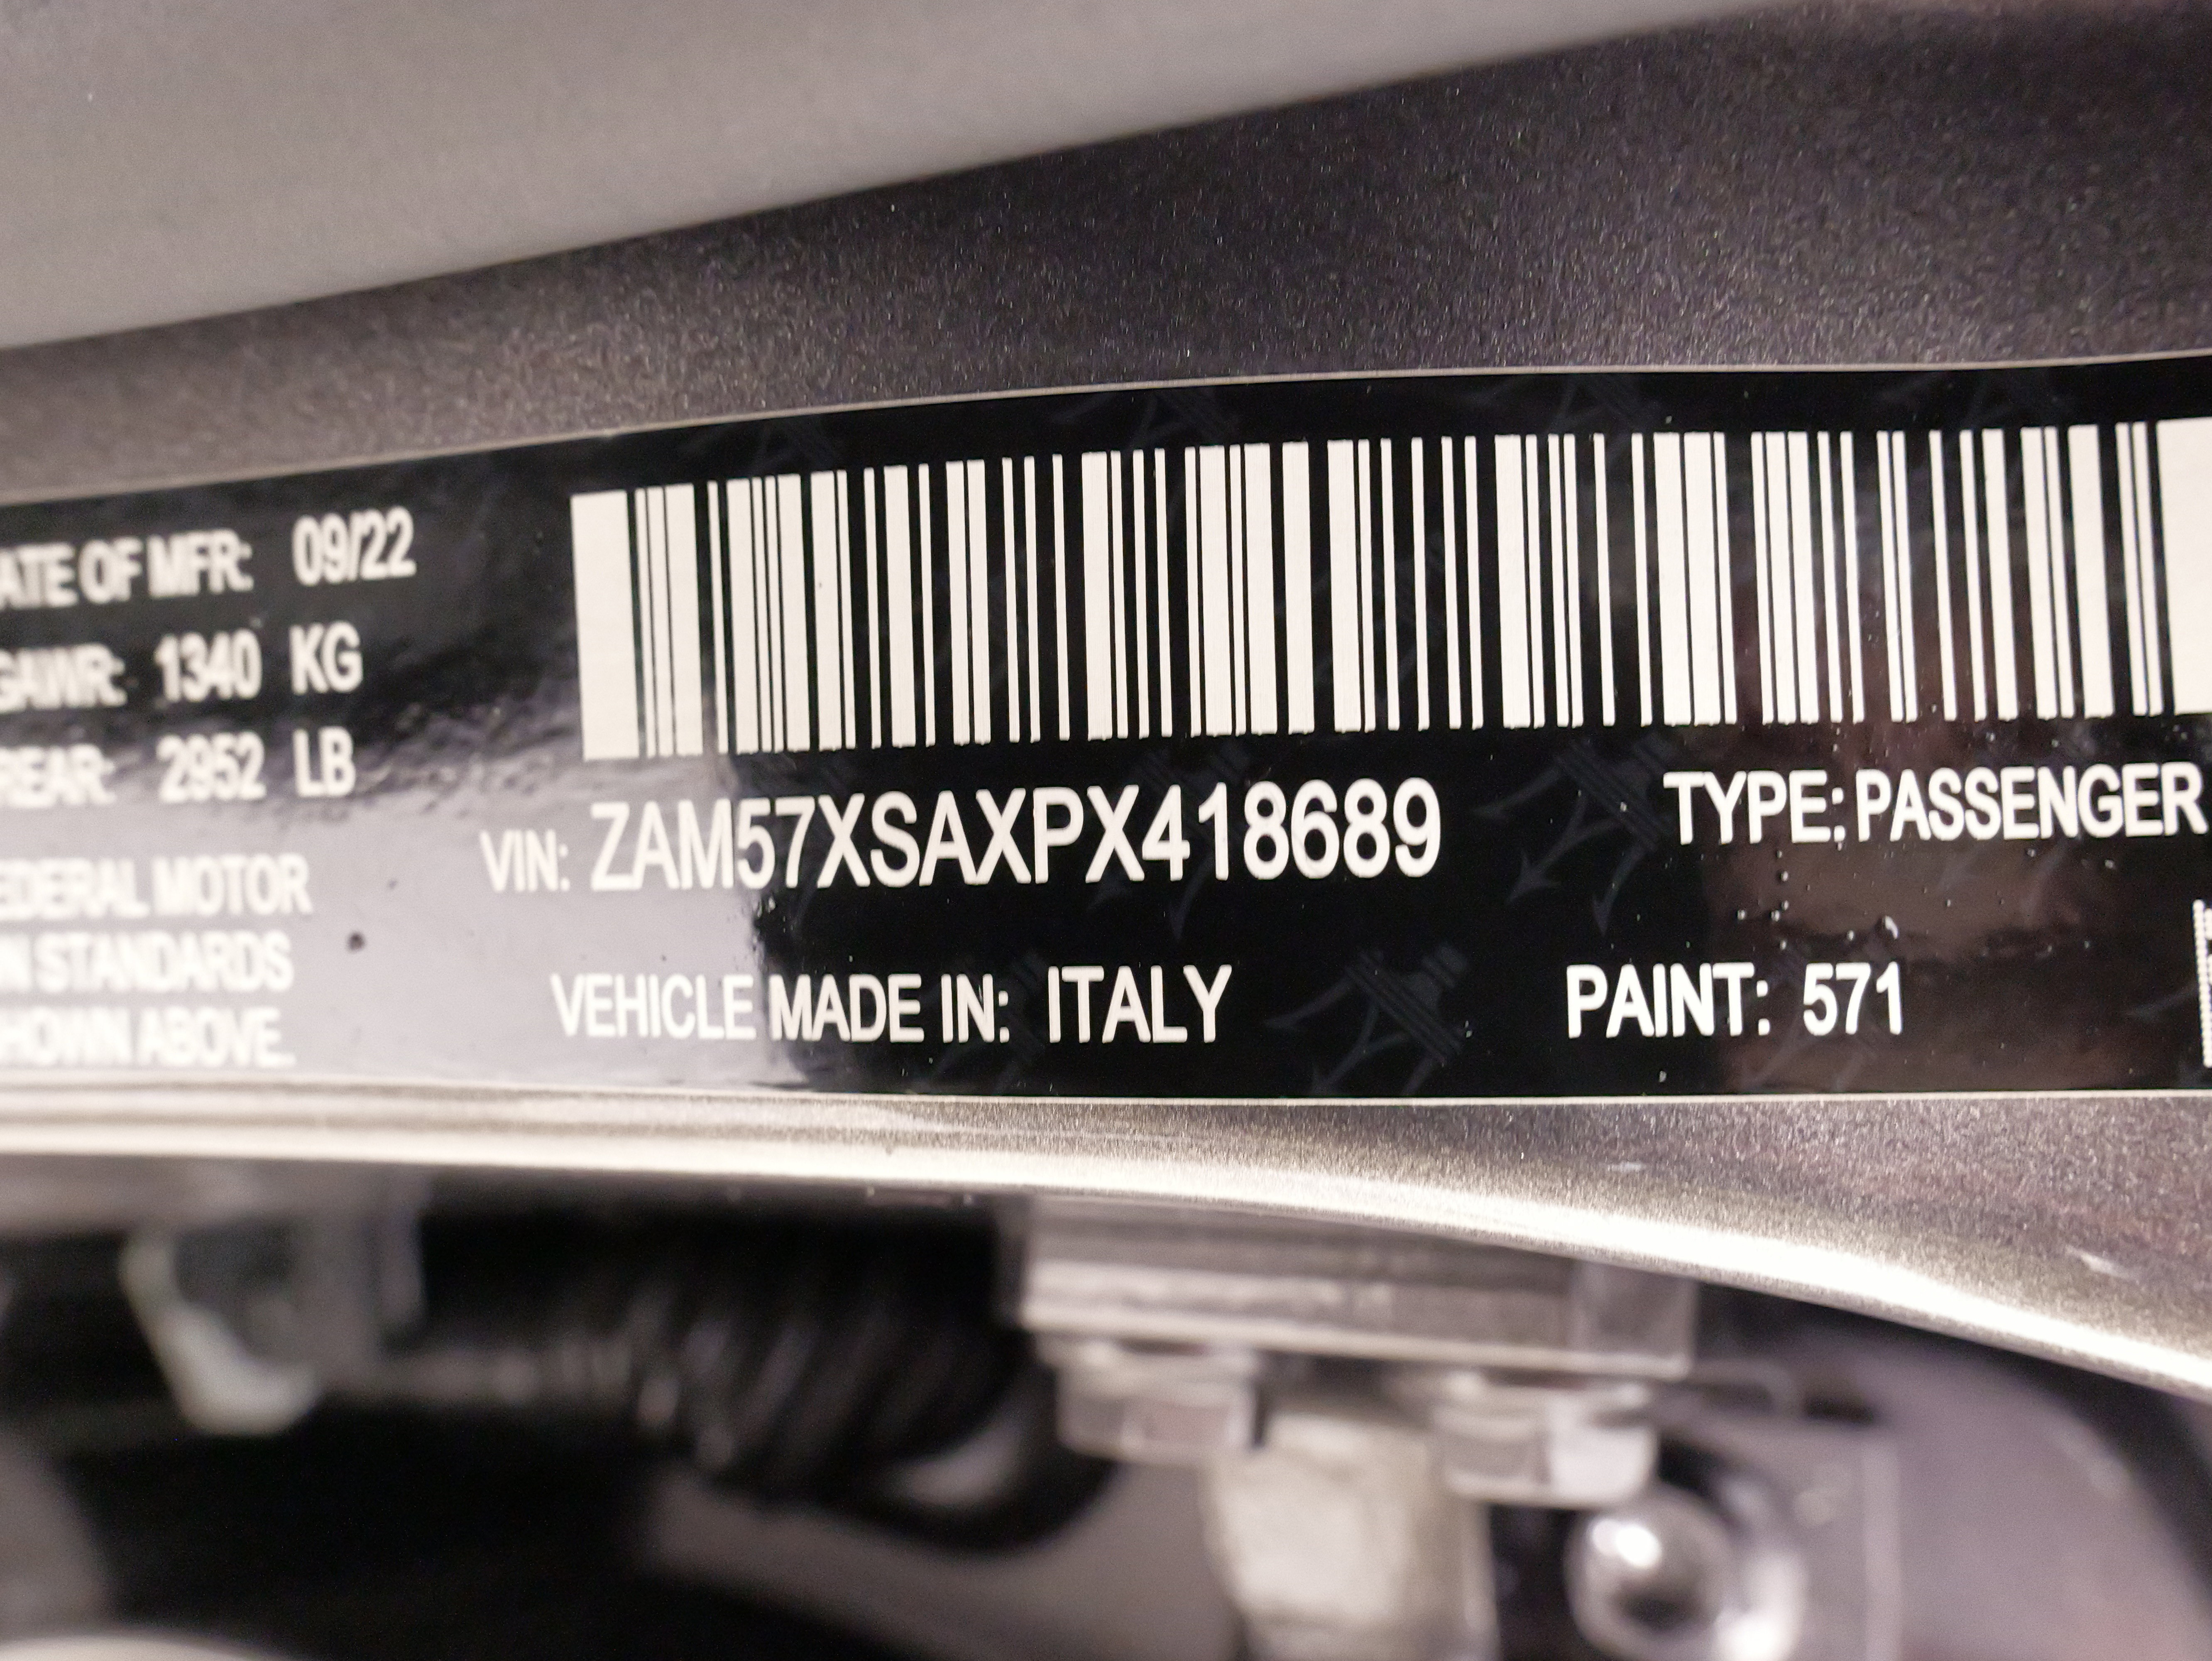 ATE OF MFR: 09/22
GAWR: 1340 KG
REAR: 2952 LB
EDERAL MOTOR
N STANDARDS
HOWN ABOVE.
VIN: ZAM57XSAXPX418689
TYPE: PASSENGER
VEHICLE MADE IN: ITALY
PAINT: 571